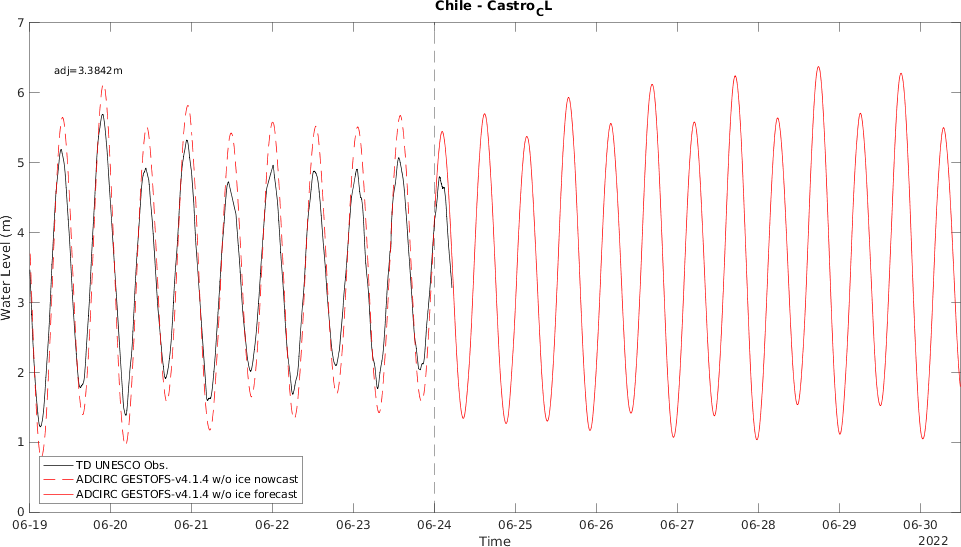 Chile - Castro_CL
7
adj=3.3842m
6
5
4
3
2
1
0
Water Level (m)
TD UNESCO Obs.
ADCIRC GESTOFS-v4.1.4 w/o ice nowcast
ADCIRC GESTOFS-v4.1.4 w/o ice forecast
06-19 06-20 06-21 06-22 06-23 06-24 06-25 06-26 06-27 06-28 06-29 06-30
Time
2022